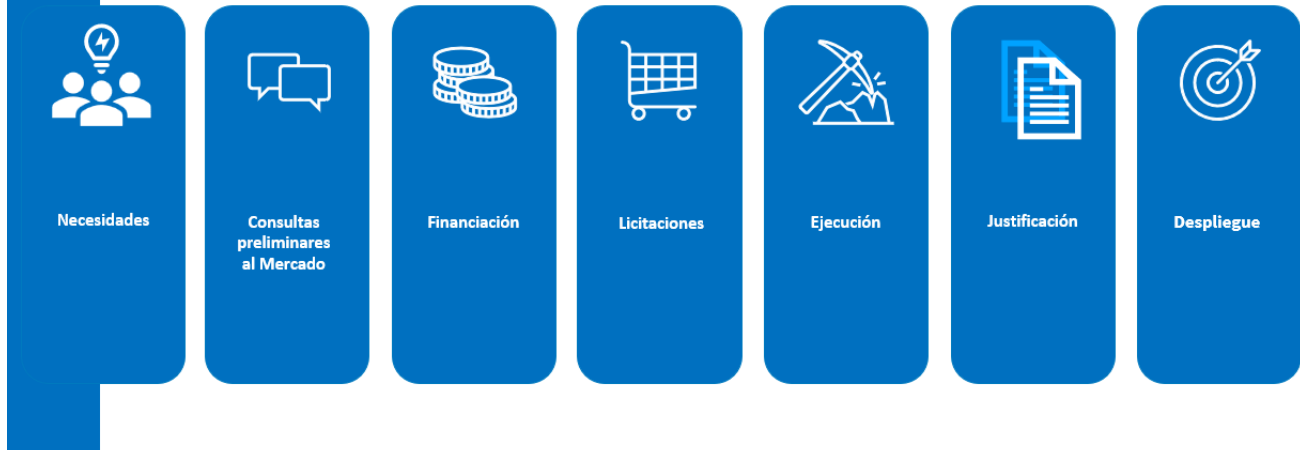 Necesidades
Consultas
preliminares
al Mercado
Financiación
Licitaciones
Ejecución
Justificación
Despliegue